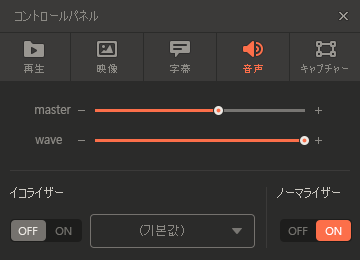 コントロールパネル
再生 映像 字幕 音声 キャプチャー
master − +
wave − +
イコライザー ノーマライザー
OFF ON (기본값) OFF ON